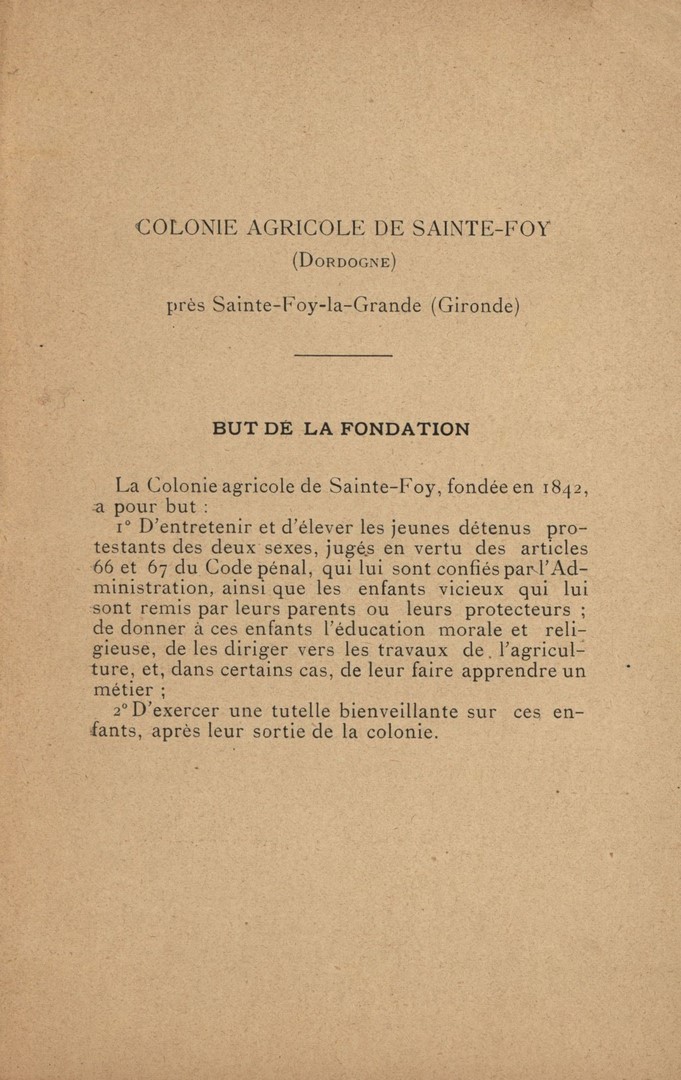 COLONIE AGRICOLE DE SAINTE-FOY
(DORDOGNE)
près Sainte-Foy-la-Grande (Gironde)
BUT DE LA FONDATION
La Colonie agricole de Sainte-Foy, fondée en 1842,
a pour but :
1° D'entretenir et d'élever les jeunes détenus pro-
testants des deux sexes, jugés en vertu des articles
66 et 67 du Code pénal, qui lui sont confiés par l'Ad-
ministration, ainsi que les enfants vicieux qui lui
sont remis par leurs parents ou leurs protecteurs ;
de donner à ces enfants l'éducation morale et reli-
gieuse, de les diriger vers les travaux de l'agricul-
ture, et, dans certains cas, de leur faire apprendre un
métier ;
2° D'exercer une tutelle bienveillante sur ces en-
fants, après leur sortie de la colonie.